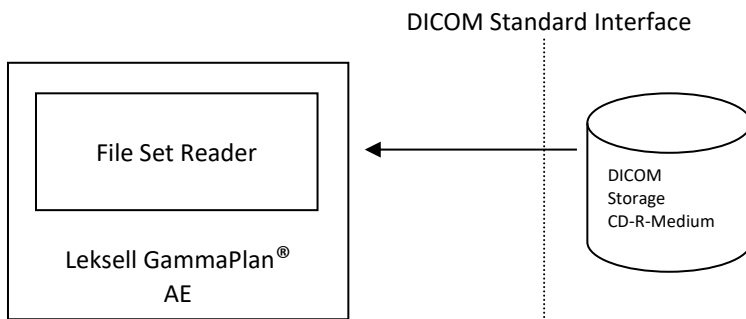 DICOM Standard Interface
File Set Reader
Leksell GammaPlan®
AE
DICOM
Storage
CD-R-Medium